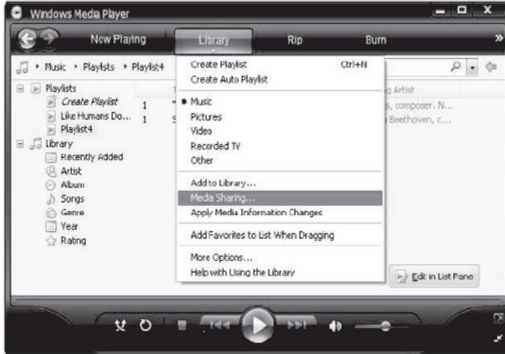 Windows Media Player
Now Playing Library Rip Burn
Music Playlists Playlist4
Create Playlist Ctrl+N
Create Auto Playlist
Music
Pictures
Video
Recorded TV
Other
Add to Library...
Media Sharing...
Apply Media Information Changes
Add Favorites to List When Dragging
More Options...
Help with Using the Library
Playlists
Create Playlist 1
Like Humans Do... 1
Playlist4
Library
Recently Added
Artist
Album
Songs
Genre
Year
Rating
Artist
composer. N...
Beethoven, c...
Edit in List Pane